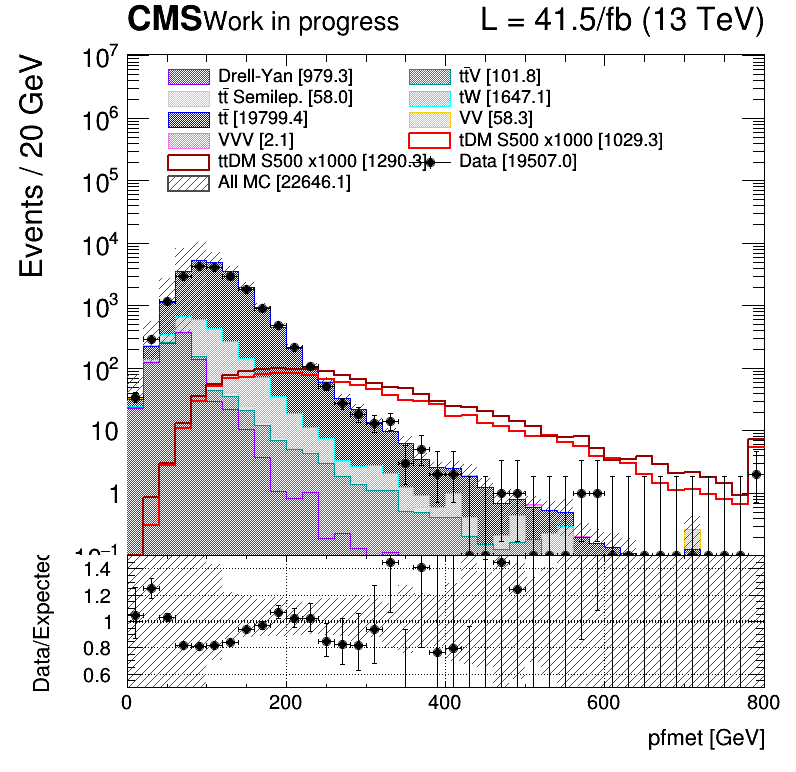 CMS Work in progress L = 41.5/fb (13 TeV)
Events / 20 GeV
10⁷
10⁶
10⁵
10⁴
10³
10²
10
1
10⁻¹
Drell-Yan [979.3] tt̄V [101.8]
tt̄ Semilep. [58.0] tW [1647.1]
tt̄ [19799.4] VV [58.3]
VVV [2.1] tDM S500 x1000 [1029.3]
ttDM S500 x1000 [1290.3] Data [19507.0]
All MC [22646.1]
Data/Expected
1.4
1.2
1
0.8
0.6
0 200 400 600 800
pfmet [GeV]